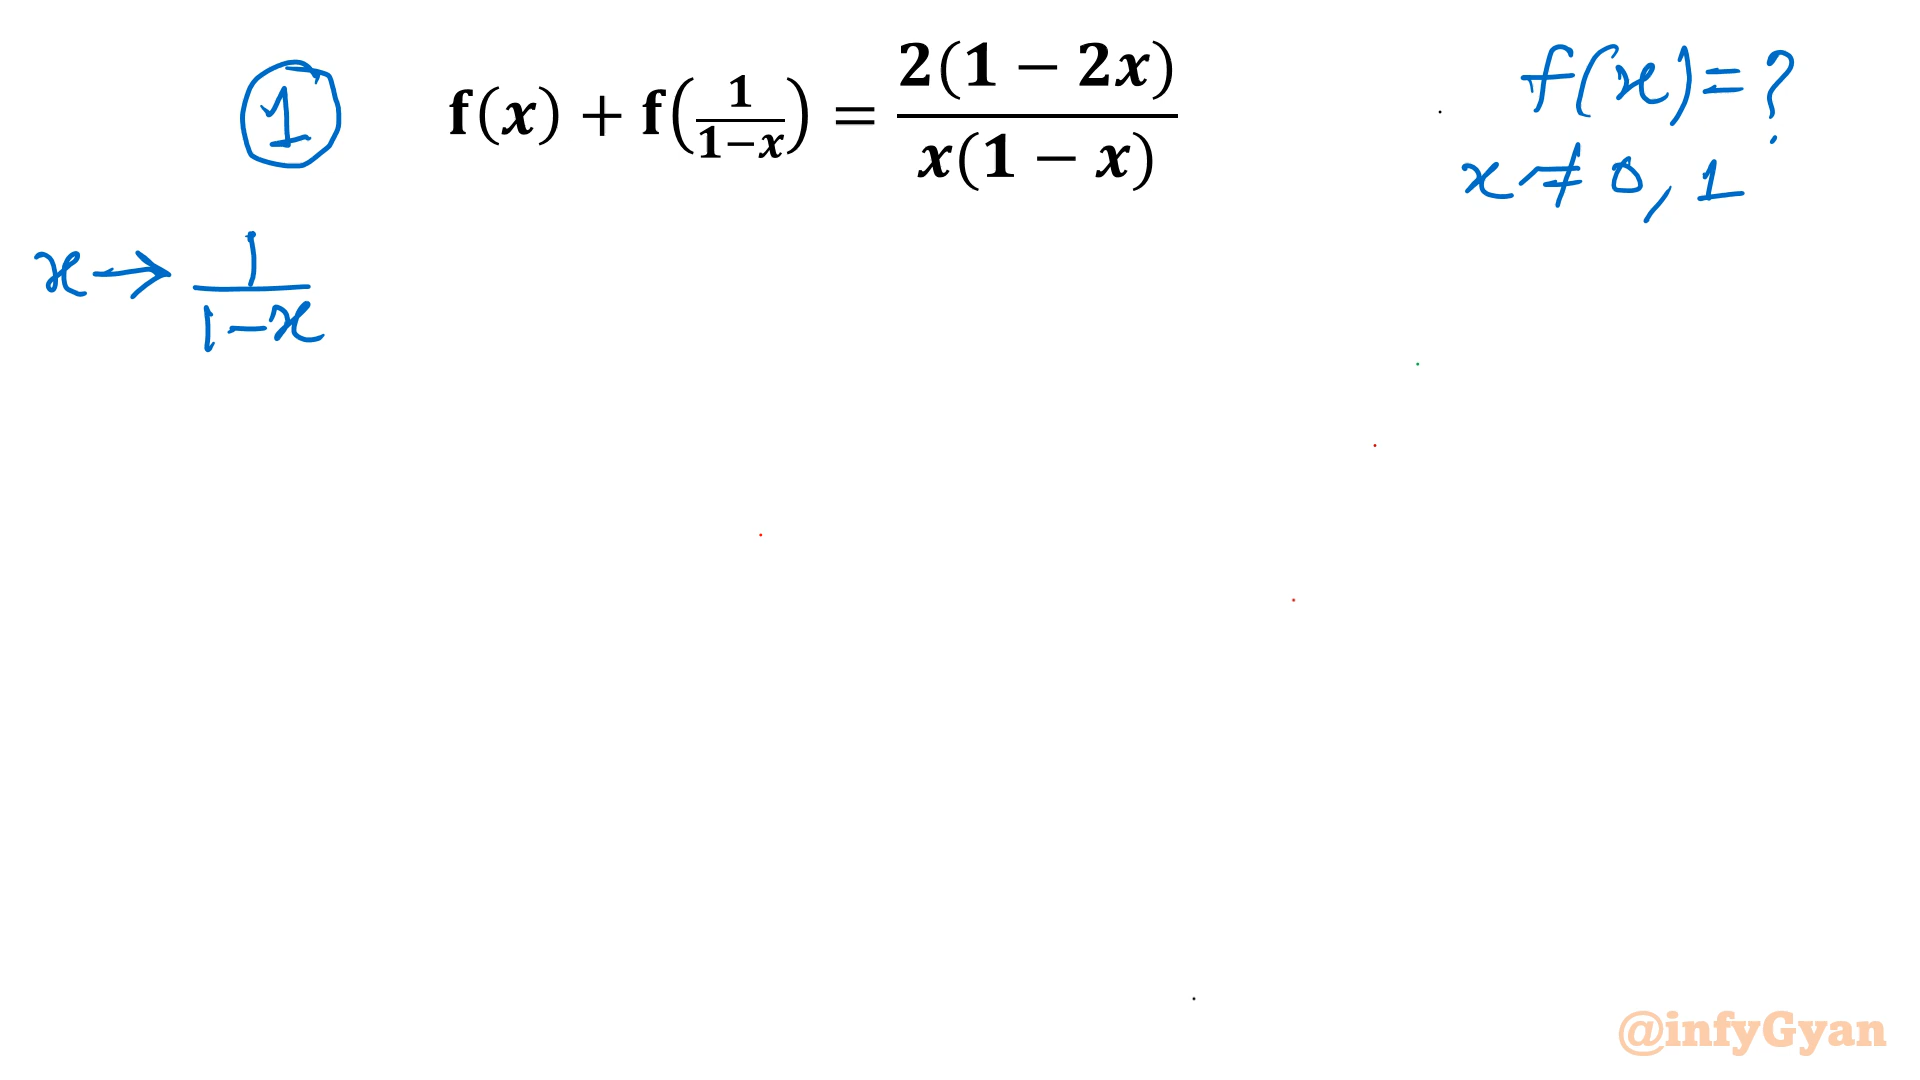 ① f(x) + f(1/(1−x)) = 2(1 − 2x)/x(1 − x)
f(x) = ?
x ≠ 0, 1
x → 1/(1−x)
@infyGyan